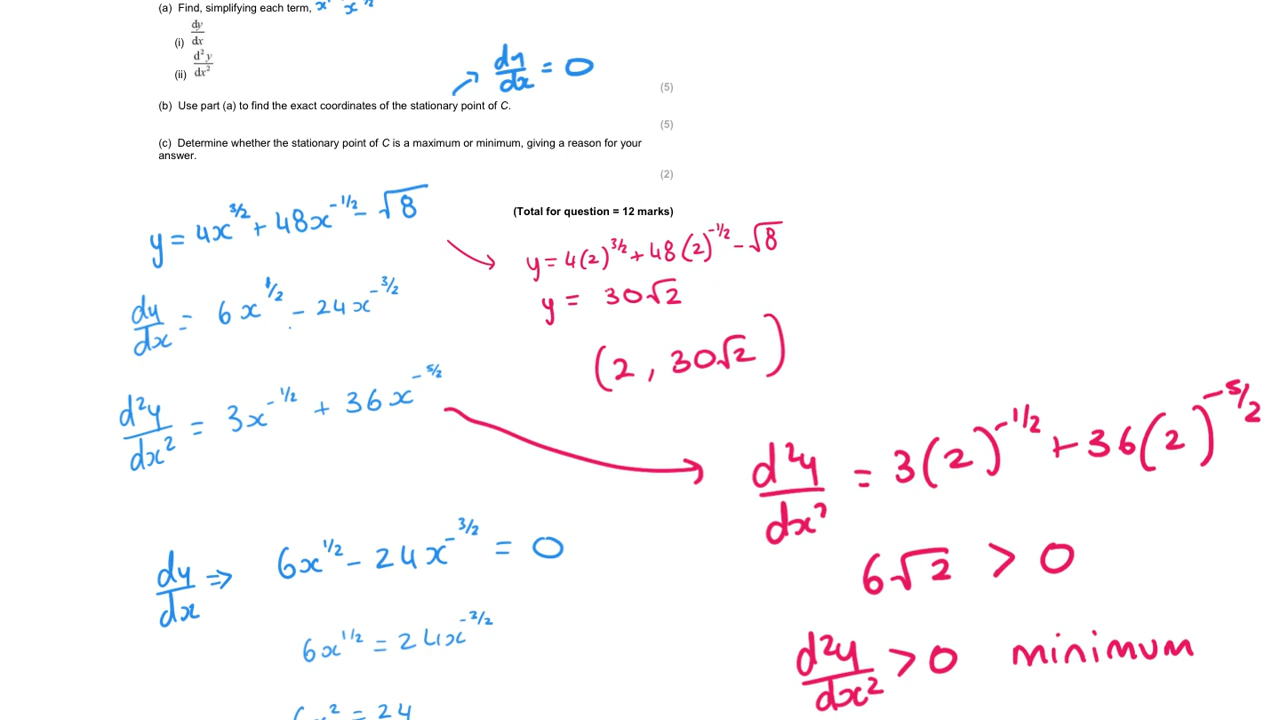 (a) Find, simplifying each term,
(i) dy/dx
(ii) d²y/dx²
dy/dx = 0
(5)
(b) Use part (a) to find the exact coordinates of the stationary point of C.
(5)
(c) Determine whether the stationary point of C is a maximum or minimum, giving a reason for your
answer.
(2)
(Total for question = 12 marks)
y = 4x^3/2 + 48x^-1/2 - √8
dy/dx = 6x^1/2 - 24x^-3/2
d²y/dx² = 3x^-1/2 + 36x^-5/2
y = 4(2)^3/2 + 48(2)^-1/2 - √8
y = 30√2
(2, 30√2)
dy/dx ⇒ 6x^1/2 - 24x^-3/2 = 0
6x^1/2 = 24x^-3/2
= 24
d²y/dx² = 3(2)^-1/2 + 36(2)^-5/2
6√2 > 0
d²y/dx² > 0 minimum